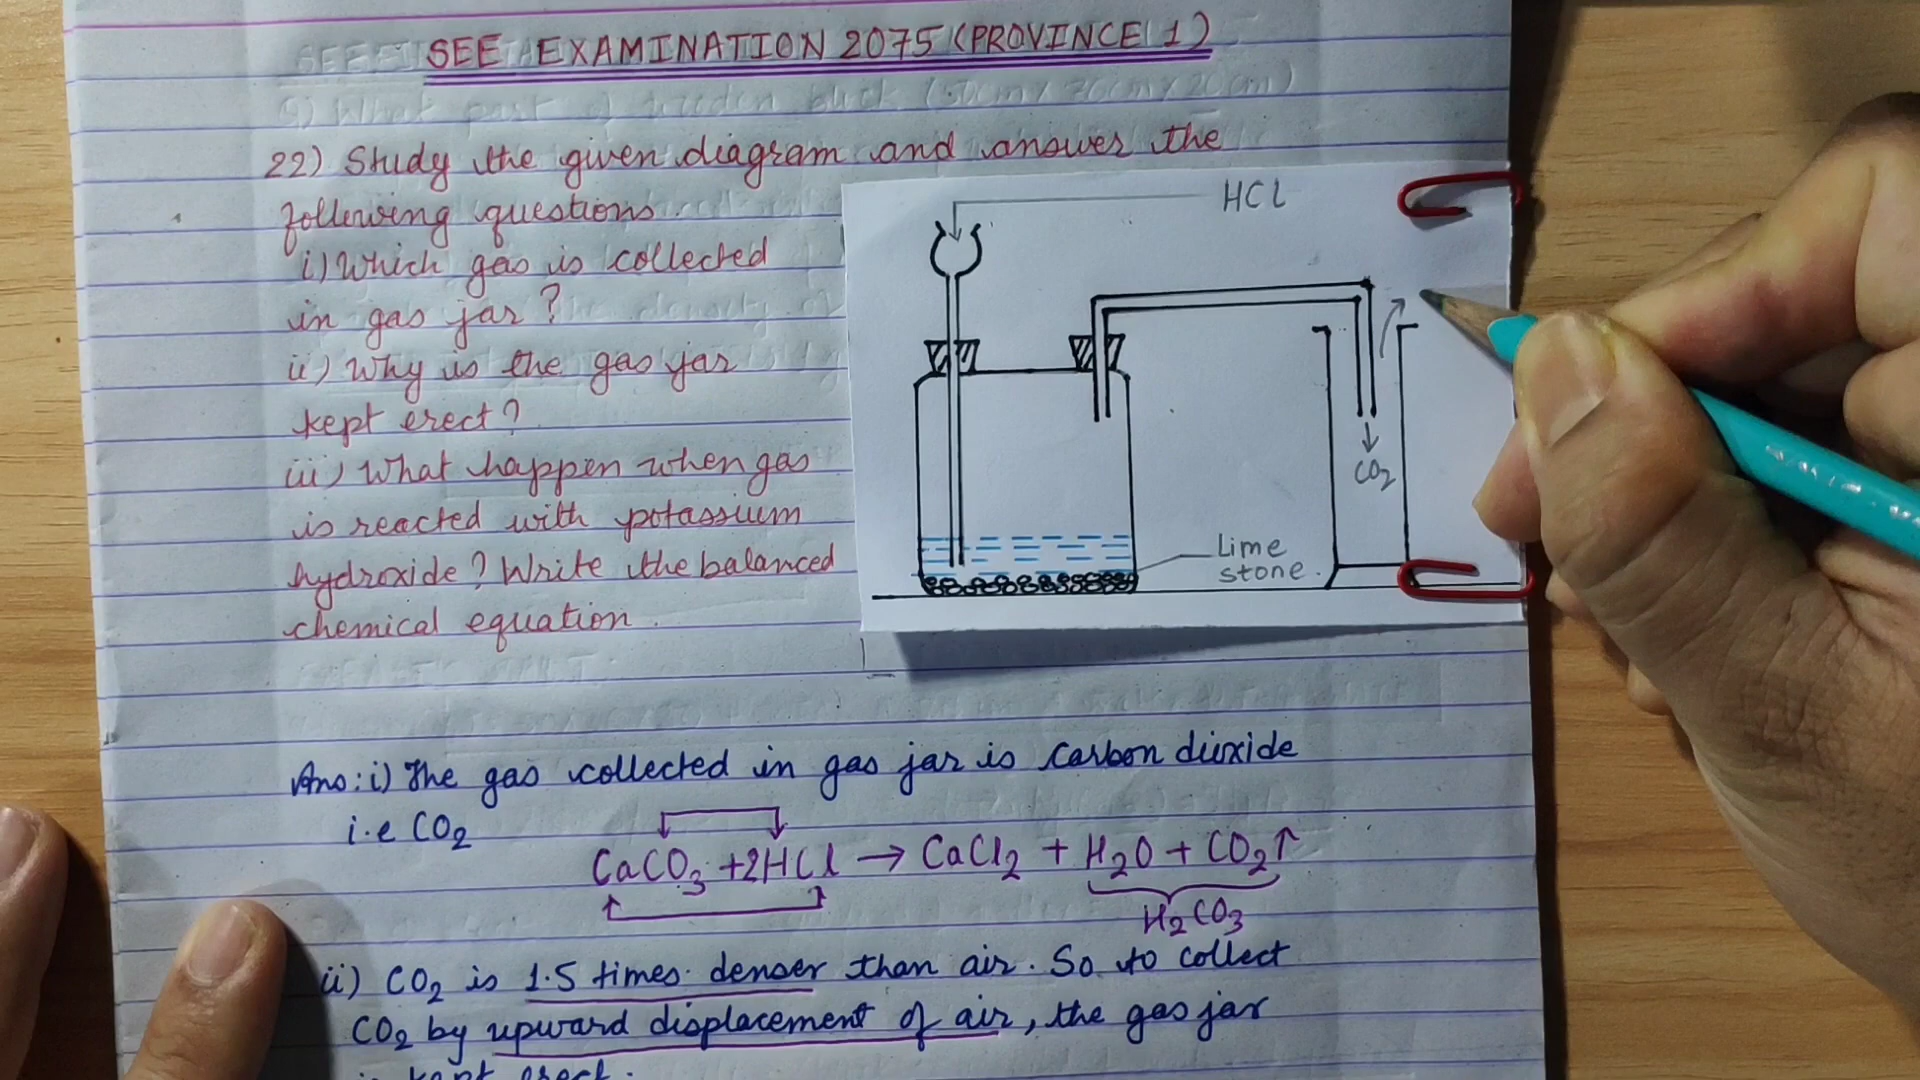 SEE EXAMINATION 2075 (PROVINCE 1)
22) Study the given diagram and answer the
following questions.
i) Which gas is collected
in gas jar?
ii) Why is the gas jar
kept erect?
iii) What happen when gas
is reacted with potassium
hydroxide? Write the balanced
chemical equation.
HCl
CO₂
Lime
stone.
Ans: i) The gas collected in gas jar is carbon dioxide
i.e CO₂
CaCO₃ + 2HCl → CaCl₂ + H₂O + CO₂↑
H₂CO₃
ii) CO₂ is 1.5 times denser than air. So to collect
CO₂ by upward displacement of air, the gas jar
is kept erect.